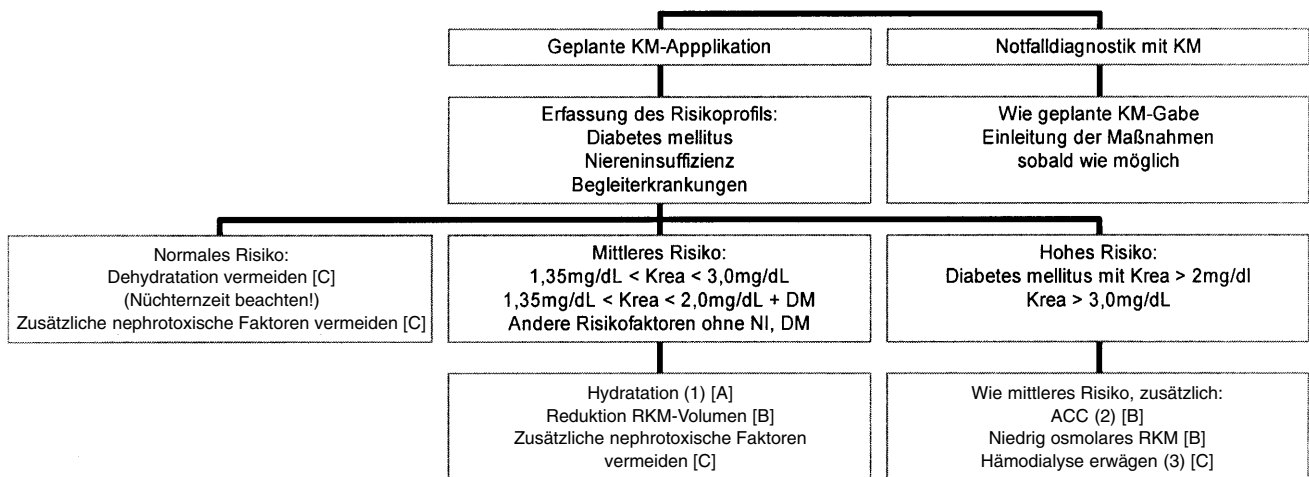 Geplante KM-Appplikation
Notfalldiagnostik mit KM
Erfassung des Risikoprofils:
Diabetes mellitus
Niereninsuffizienz
Begleiterkrankungen
Wie geplante KM-Gabe
Einleitung der Maßnahmen
sobald wie möglich
Normales Risiko:
Dehydratation vermeiden [C]
(Nüchternzeit beachten!)
Zusätzliche nephrotoxische Faktoren vermeiden [C]
Mittleres Risiko:
1,35mg/dL < Krea < 3,0mg/dL
1,35mg/dL < Krea < 2,0mg/dL + DM
Andere Risikofaktoren ohne NI, DM
Hohes Risiko:
Diabetes mellitus mit Krea > 2mg/dl
Krea > 3,0mg/dL
Hydratation (1) [A]
Reduktion RKM-Volumen [B]
Zusätzliche nephrotoxische Faktoren
vermeiden [C]
Wie mittleres Risiko, zusätzlich:
ACC (2) [B]
Niedrig osmolares RKM [B]
Hämodialyse erwägen (3) [C]